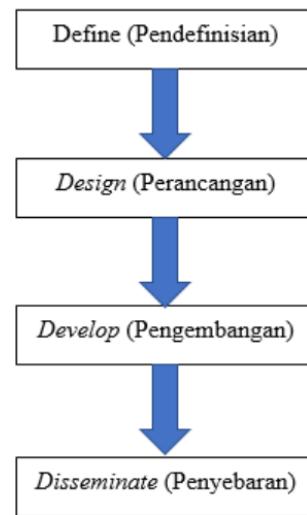 Define (Pendefinisian)
Design (Perancangan)
Develop (Pengembangan)
Disseminate (Penyebaran)